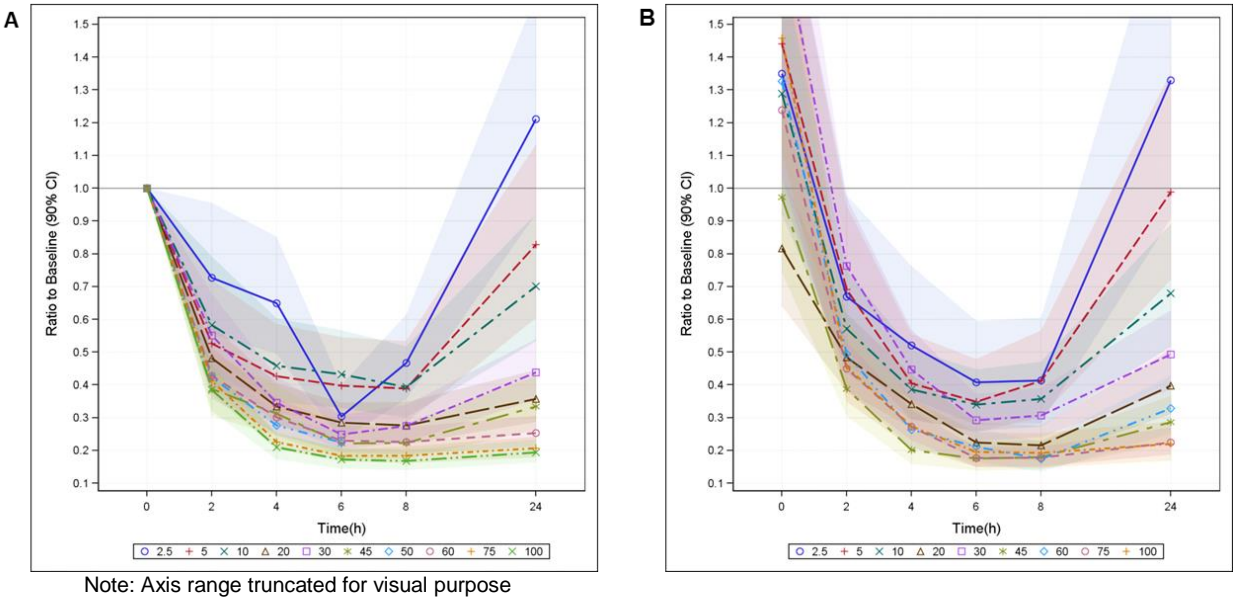 A
Ratio to Baseline (90% CI)
1.5
1.4
1.3
1.2
1.1
1.0
0.9
0.8
0.7
0.6
0.5
0.4
0.3
0.2
0.1
0 2 4 6 8 24
Time(h)
2.5 5 10 20 30 45 50 60 75 100
B
Ratio to Baseline (90% CI)
1.5
1.4
1.3
1.2
1.1
1.0
0.9
0.8
0.7
0.6
0.5
0.4
0.3
0.2
0.1
0 2 4 6 8 24
Time(h)
2.5 5 10 20 30 45 60 75 100
Note: Axis range truncated for visual purpose